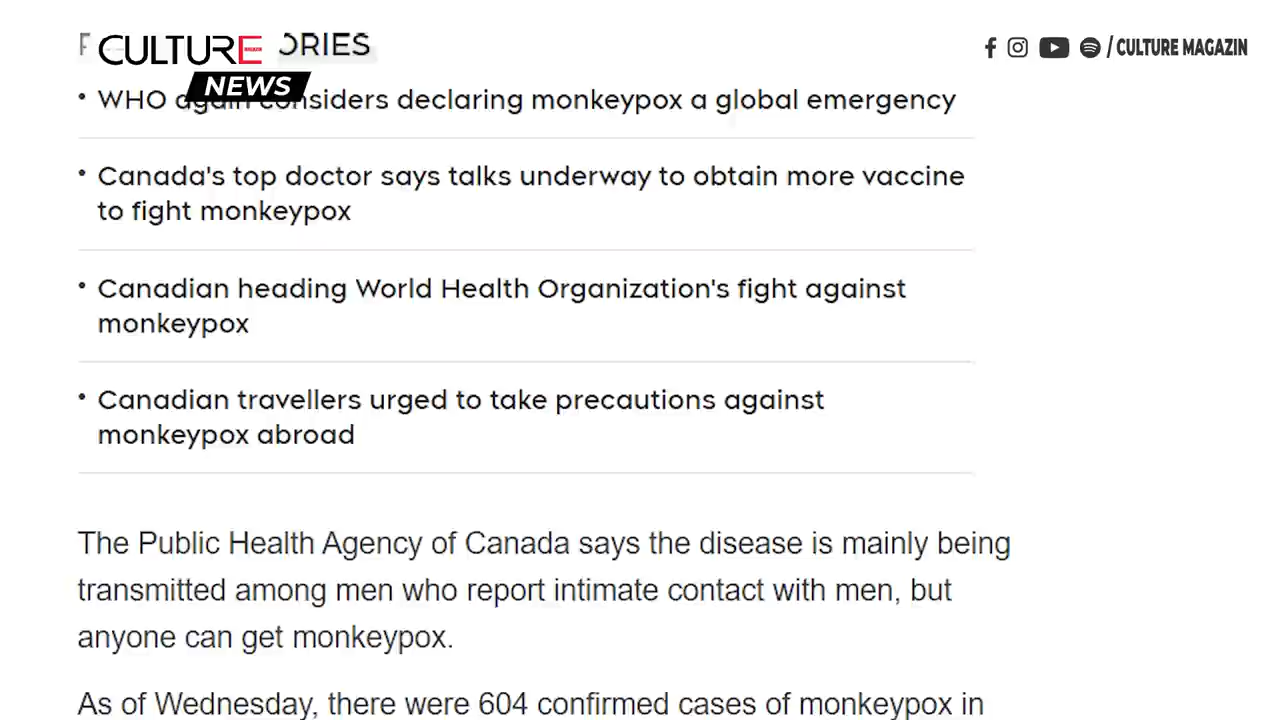 CULTURE
ORIES
NEWS
/ CULTURE MAGAZIN
• WHO again considers declaring monkeypox a global emergency
• Canada's top doctor says talks underway to obtain more vaccine
to fight monkeypox
• Canadian heading World Health Organization's fight against
monkeypox
• Canadian travellers urged to take precautions against
monkeypox abroad
The Public Health Agency of Canada says the disease is mainly being
transmitted among men who report intimate contact with men, but
anyone can get monkeypox.
As of Wednesday, there were 604 confirmed cases of monkeypox in